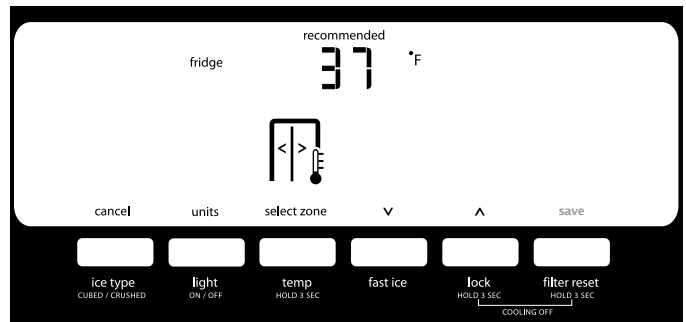 recommended
fridge 37 °F
< >
cancel units select zone ∨ ∧ save
ice type light temp fast ice lock filter reset
CUBED / CRUSHED ON / OFF HOLD 3 SEC HOLD 3 SEC HOLD 3 SEC
COOLING OFF